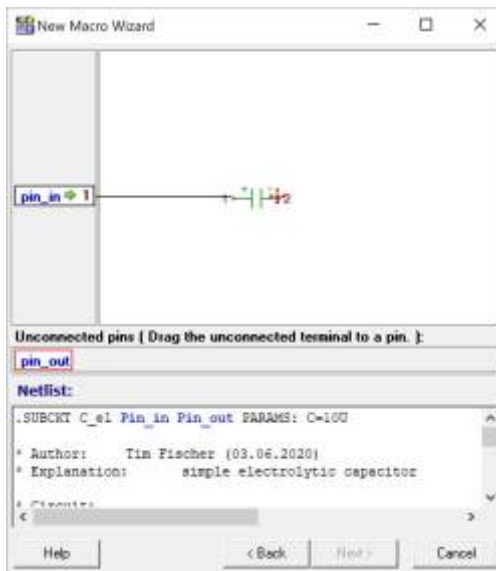 New Macro Wizard
pin_in 1
2
Unconnected pins ( Drag the unconnected terminal to a pin. ):
pin_out
Netlist:
.SUBCKT C_el Pin_in Pin_out PARAMS: C=10U
* Author: Tim Fischer (03.06.2020)
* Explanation: simple electrolytic capacitor
* Circuit:
Help
< Back
Next >
Cancel